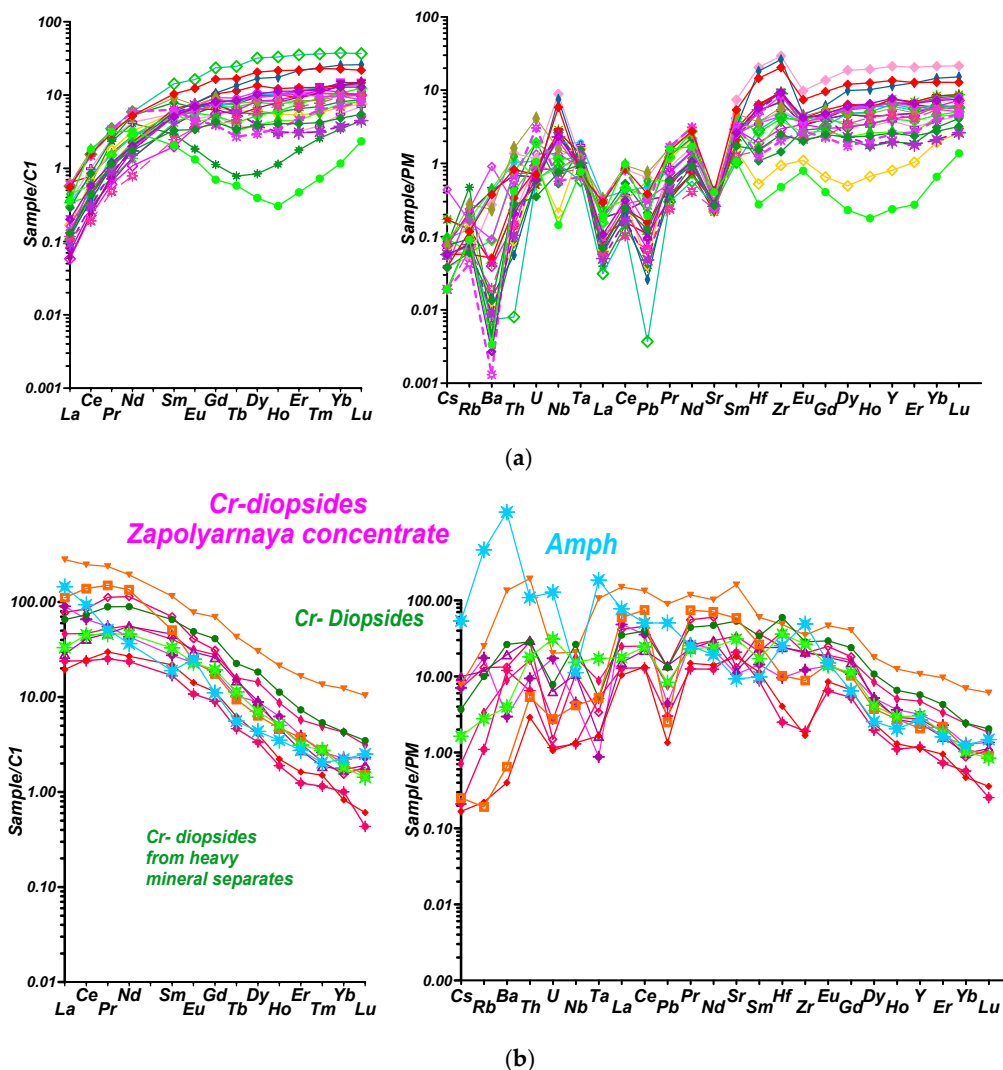 100
10
1
0.1
0.01
0.001
Sample/C1
La Ce Pr Nd Sm Eu Gd Tb Dy Ho Er Tm Yb Lu
100
10
1
0.1
0.01
0.001
Sample/PM
Cs Rb Ba Th U Nb Ta La Ce Pb Pr Nd Sr Sm Hf Zr Eu Gd Dy Ho Y Er Yb Lu
(a)
Cr-diopsides
Zapolyarnaya concentrate
Amph
Cr- Diopsides
Cr- diopsides
from heavy
mineral separates
100.00
10.00
1.00
0.10
0.01
Sample/C1
La Ce Pr Nd Sm Eu Gd Tb Dy Ho Er Tm Yb Lu
100.00
10.00
1.00
0.10
0.01
0.00
Sample/PM
Cs Rb Ba Th U Nb Ta La Ce Pb Pr Nd Sr Sm Hf Zr Eu Gd Dy Ho Y Er Yb Lu
(b)